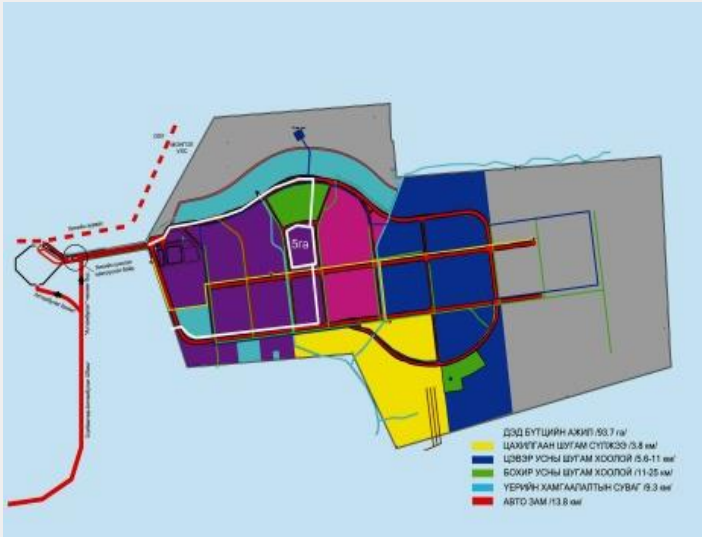 МОНГОЛ
УЛС
5га
ДЭД БҮТЦИЙН АЖИЛ /93.7 га/
ЦАХИЛГААН ШУГАМ СҮЛЖЭЭ /3.8 км/
ЦЭВЭР УСНЫ ШУГАМ ХООЛОЙ /5.6-11 км/
БОХИР УСНЫ ШУГАМ ХООЛОЙ /11-25 км/
ҮЕРИЙН ХАМГААЛАЛТЫН СУВАГ /9.3 км/
АВТО ЗАМ /13.8 км/